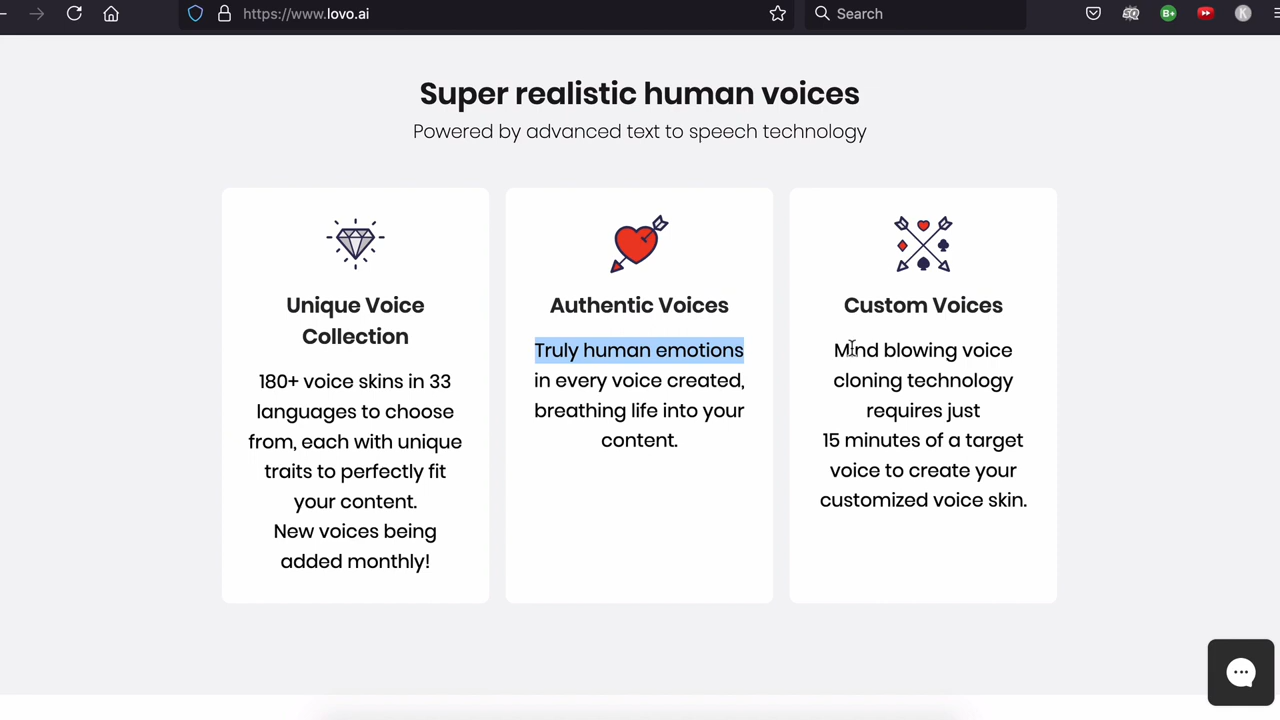 https://www.lovo.ai
Search
SQ
B+
K
Super realistic human voices
Powered by advanced text to speech technology
Unique Voice
Collection
180+ voice skins in 33
languages to choose
from, each with unique
traits to perfectly fit
your content.
New voices being
added monthly!
Authentic Voices
Truly human emotions
in every voice created,
breathing life into your
content.
Custom Voices
Mind blowing voice
cloning technology
requires just
15 minutes of a target
voice to create your
customized voice skin.